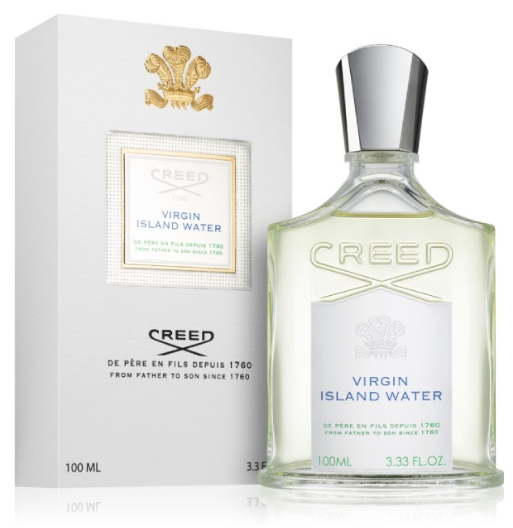 CREED
1760
VIRGIN
ISLAND WATER
DE PÈRE EN FILS DEPUIS 1760
FROM FATHER TO SON SINCE 1760
CREED
DE PÈRE EN FILS DEPUIS 1760
FROM FATHER TO SON SINCE 1760
100 ML
3.3 F
CREED
VIRGIN
ISLAND WATER
DE PÈRE EN FILS DEPUIS 1760
FROM FATHER TO SON SINCE 1760
100ML 3.33 FL.OZ.